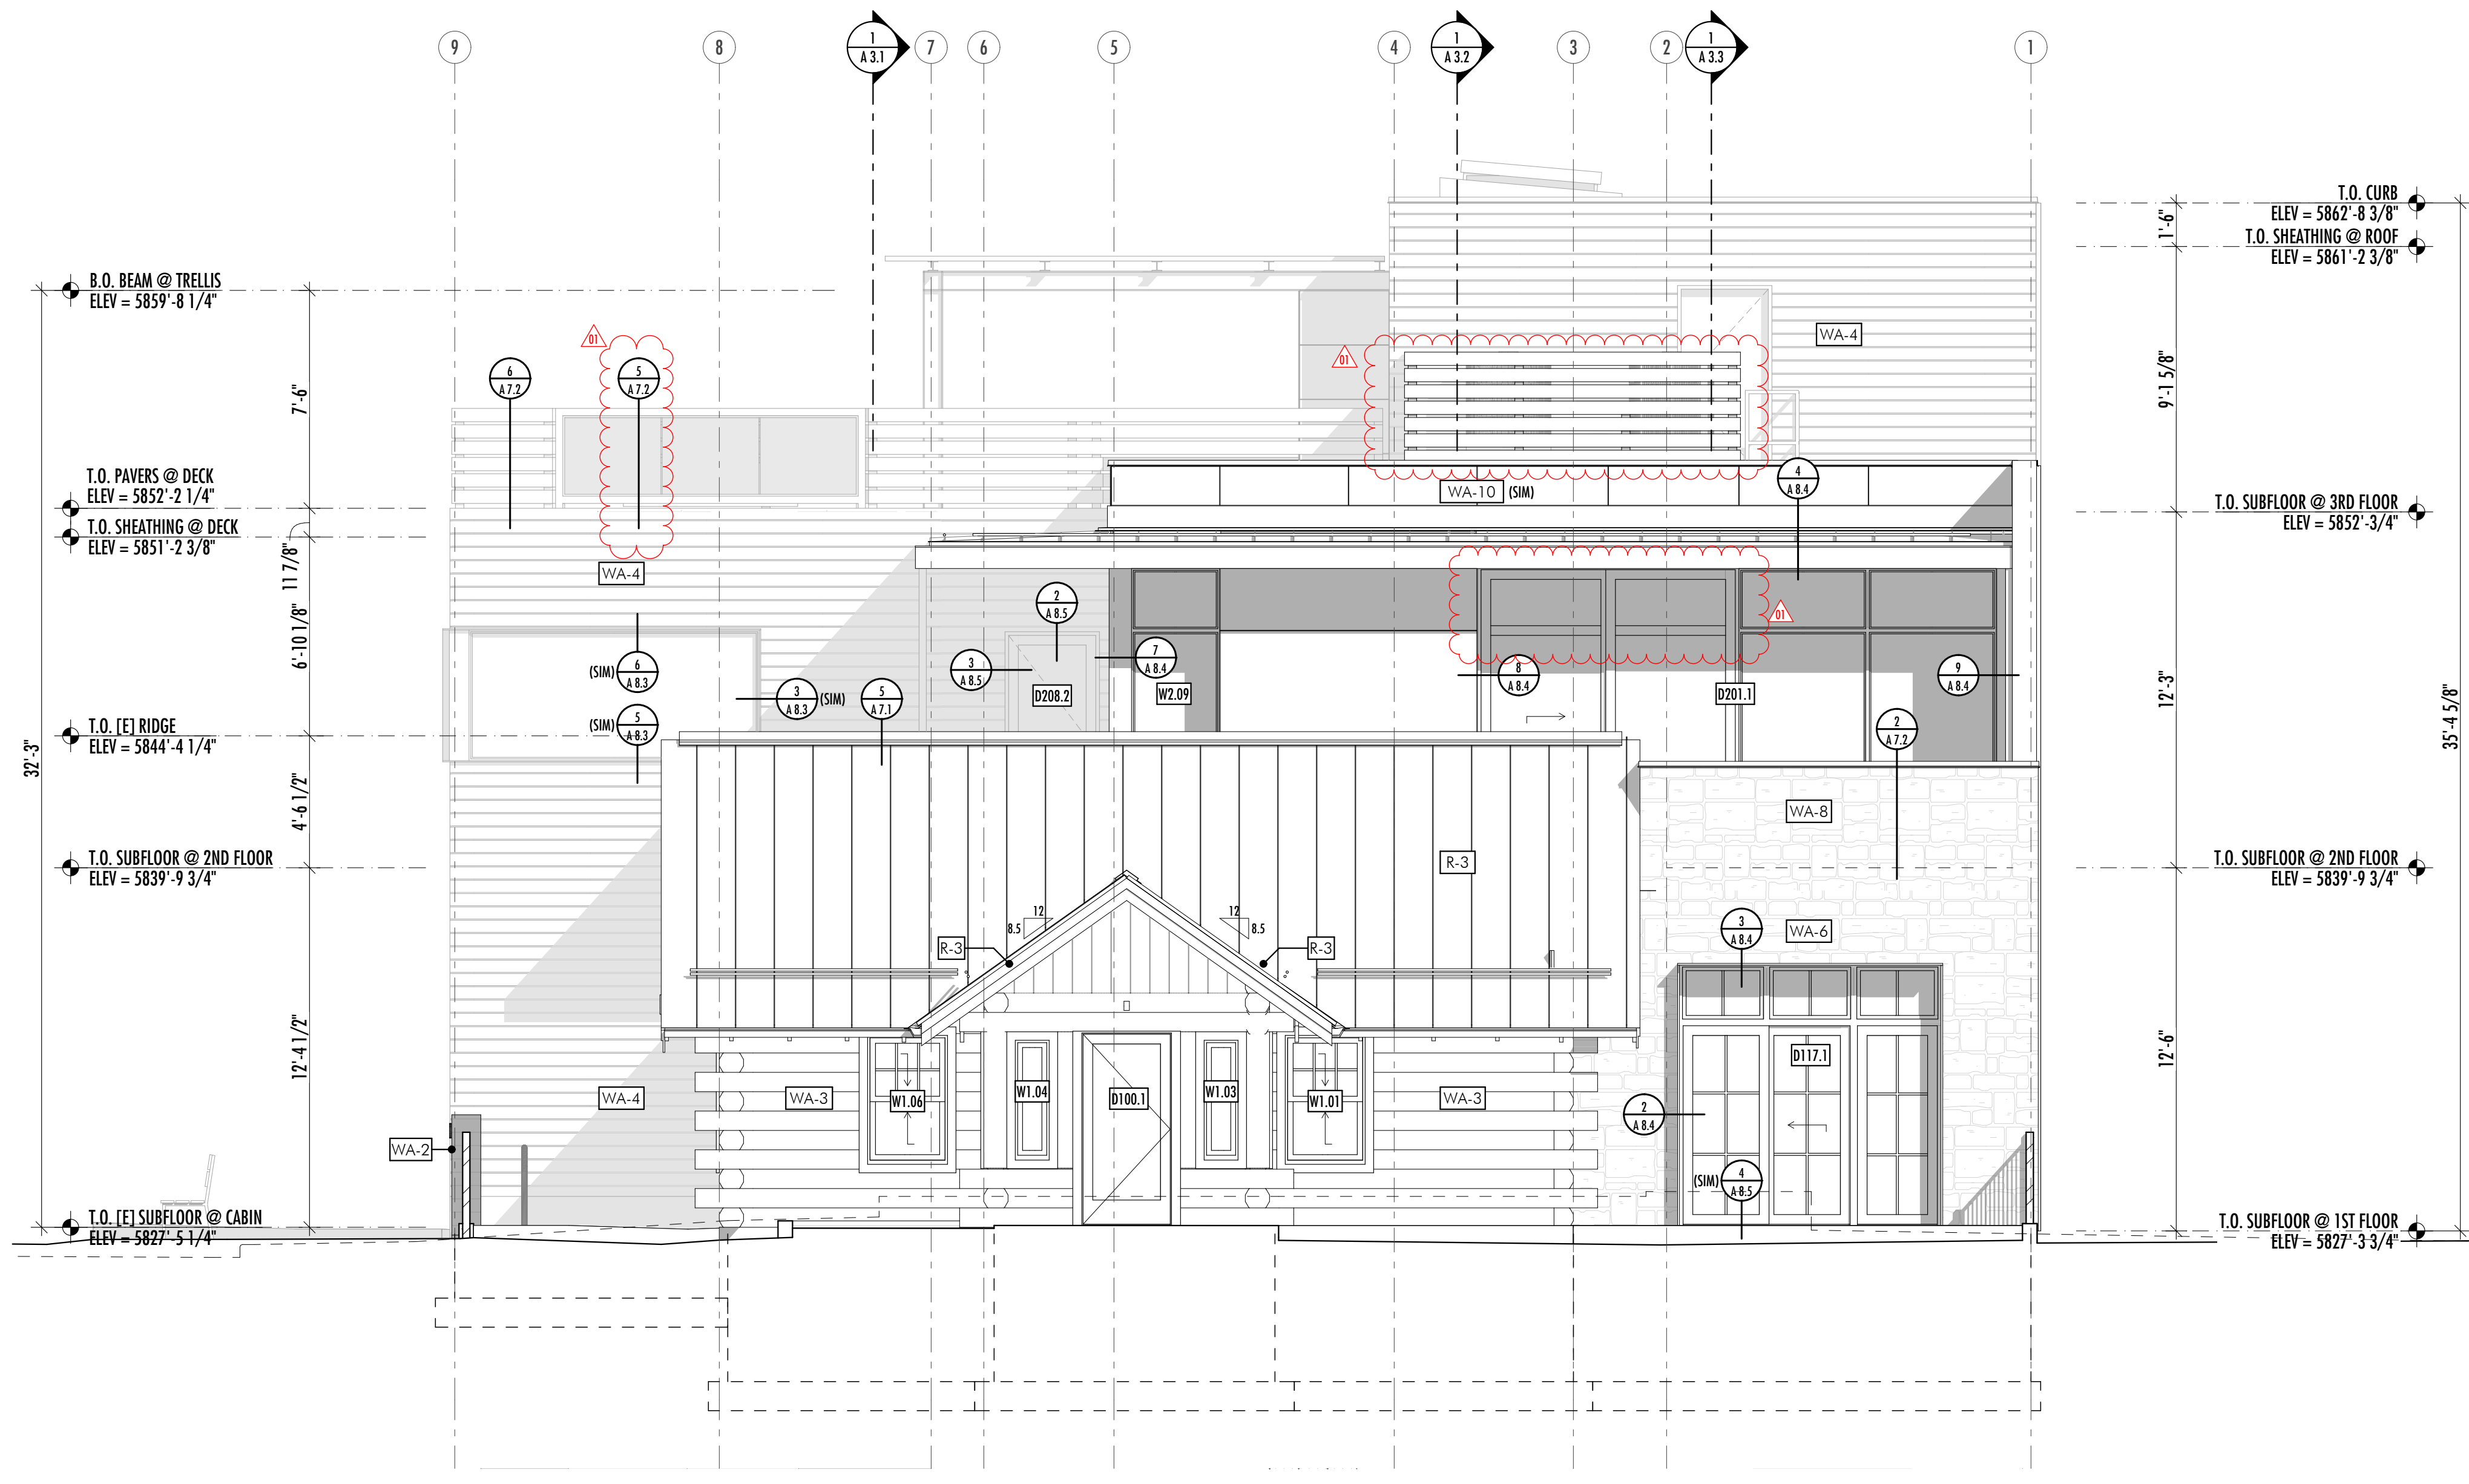 9
8
1
A 3.1
7
6
5
4
1
A 3.2
3
2
1
A 3.3
1
T.O. CURB
ELEV = 5862'-8 3/8"
T.O. SHEATHING @ ROOF
ELEV = 5861'-2 3/8"
1'-6"
B.O. BEAM @ TRELLIS
ELEV = 5859'-8 1/4"
01
01
WA-4
6
A 7.2
5
A 7.2
7'-6"
9'-1 5/8"
T.O. PAVERS @ DECK
ELEV = 5852'-2 1/4"
T.O. SHEATHING @ DECK
ELEV = 5851'-2 3/8"
11 7/8"
WA-10 (SIM)
4
A 8.4
T.O. SUBFLOOR @ 3RD FLOOR
ELEV = 5852'-3/4"
WA-4
2
A 8.5
01
6'-10 1/8"
(SIM)
6
A 8.3
3
A 8.3
(SIM)
5
A 7.1
3
A 8.5
D208.2
7
A 8.4
W2.09
8
A 8.4
D201.1
9
A 8.4
12'-3"
32'-3"
35'-4 5/8"
T.O. [E] RIDGE
ELEV = 5844'-4 1/4"
(SIM)
5
A 8.3
2
A 7.2
4'-6 1/2"
WA-8
T.O. SUBFLOOR @ 2ND FLOOR
ELEV = 5839'-9 3/4"
R-3
T.O. SUBFLOOR @ 2ND FLOOR
ELEV = 5839'-9 3/4"
12
8.5
12
8.5
R-3
R-3
3
A 8.4
WA-6
12'-4 1/2"
12'-6"
WA-4
WA-3
W1.06
W1.04
D100.1
W1.03
W1.01
WA-3
2
A 8.4
D117.1
WA-2
(SIM)
4
A 8.5
T.O. [E] SUBFLOOR @ CABIN
ELEV = 5827'-5 1/4"
T.O. SUBFLOOR @ 1ST FLOOR
ELEV = 5827'-3 3/4"